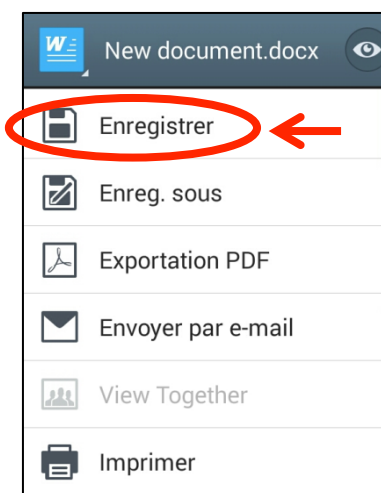 W
New document.docx
Enregistrer
Enreg. sous
Exportation PDF
Envoyer par e-mail
View Together
Imprimer